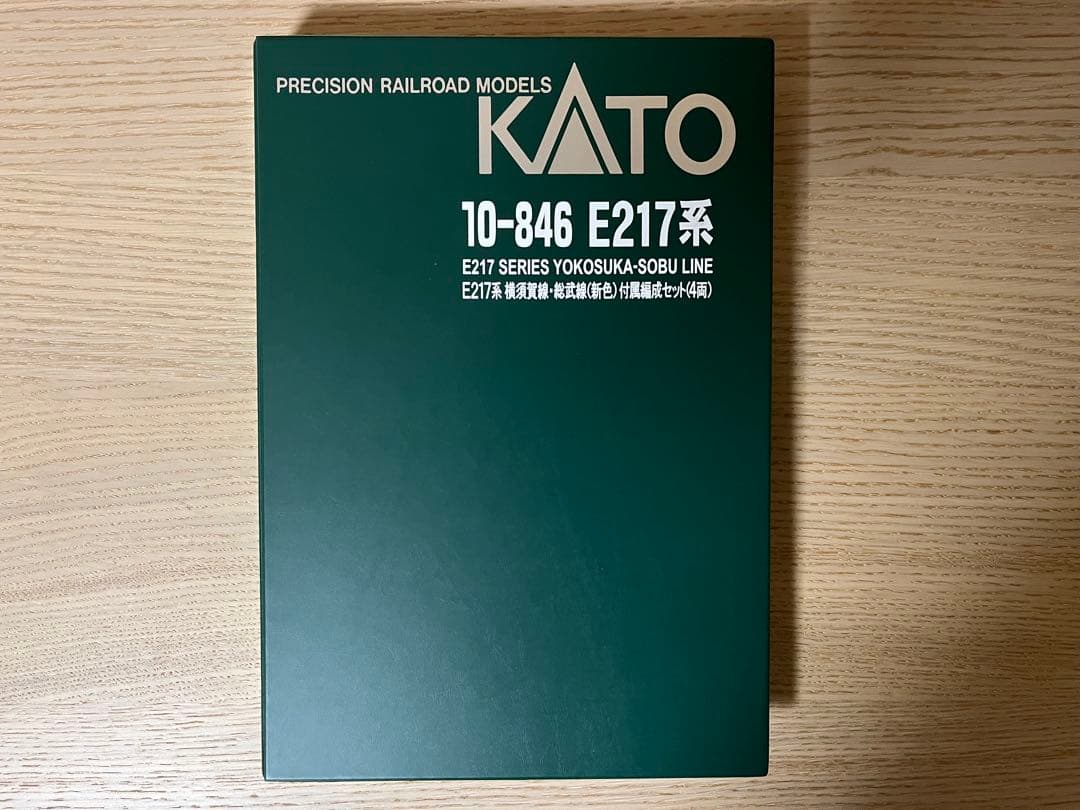 PRECISION RAILROAD MODELS
KATO
10-846 E217系
E217 SERIES YOKOSUKA-SOBU LINE
E217系 横須賀線・総武線(新色)付属編成セット(4両)